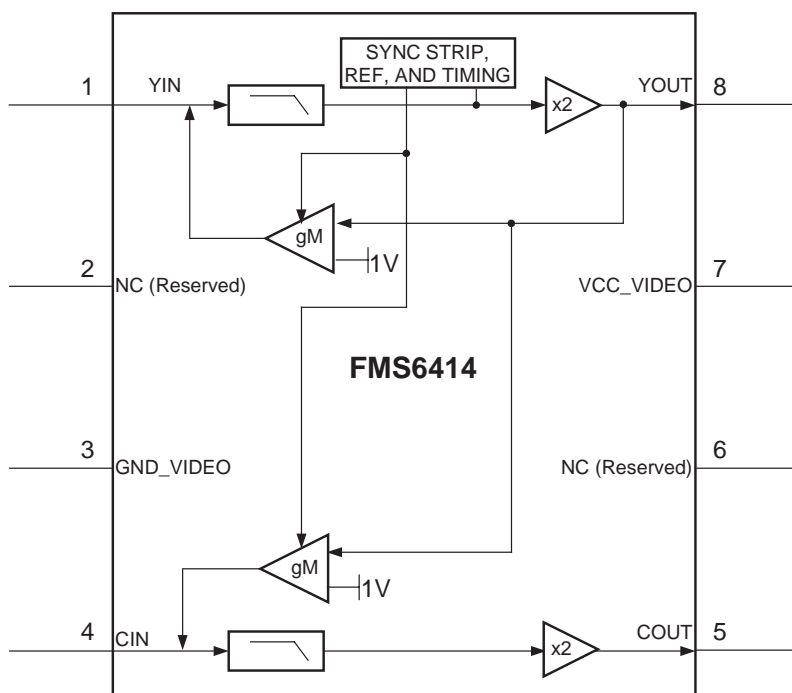 SYNC STRIP,
REF, AND TIMING
1
YIN
x2
YOUT
8
gM
1V
2
NC (Reserved)
VCC_VIDEO
7
FMS6414
3
GND_VIDEO
NC (Reserved)
6
gM
1V
4
CIN
x2
COUT
5